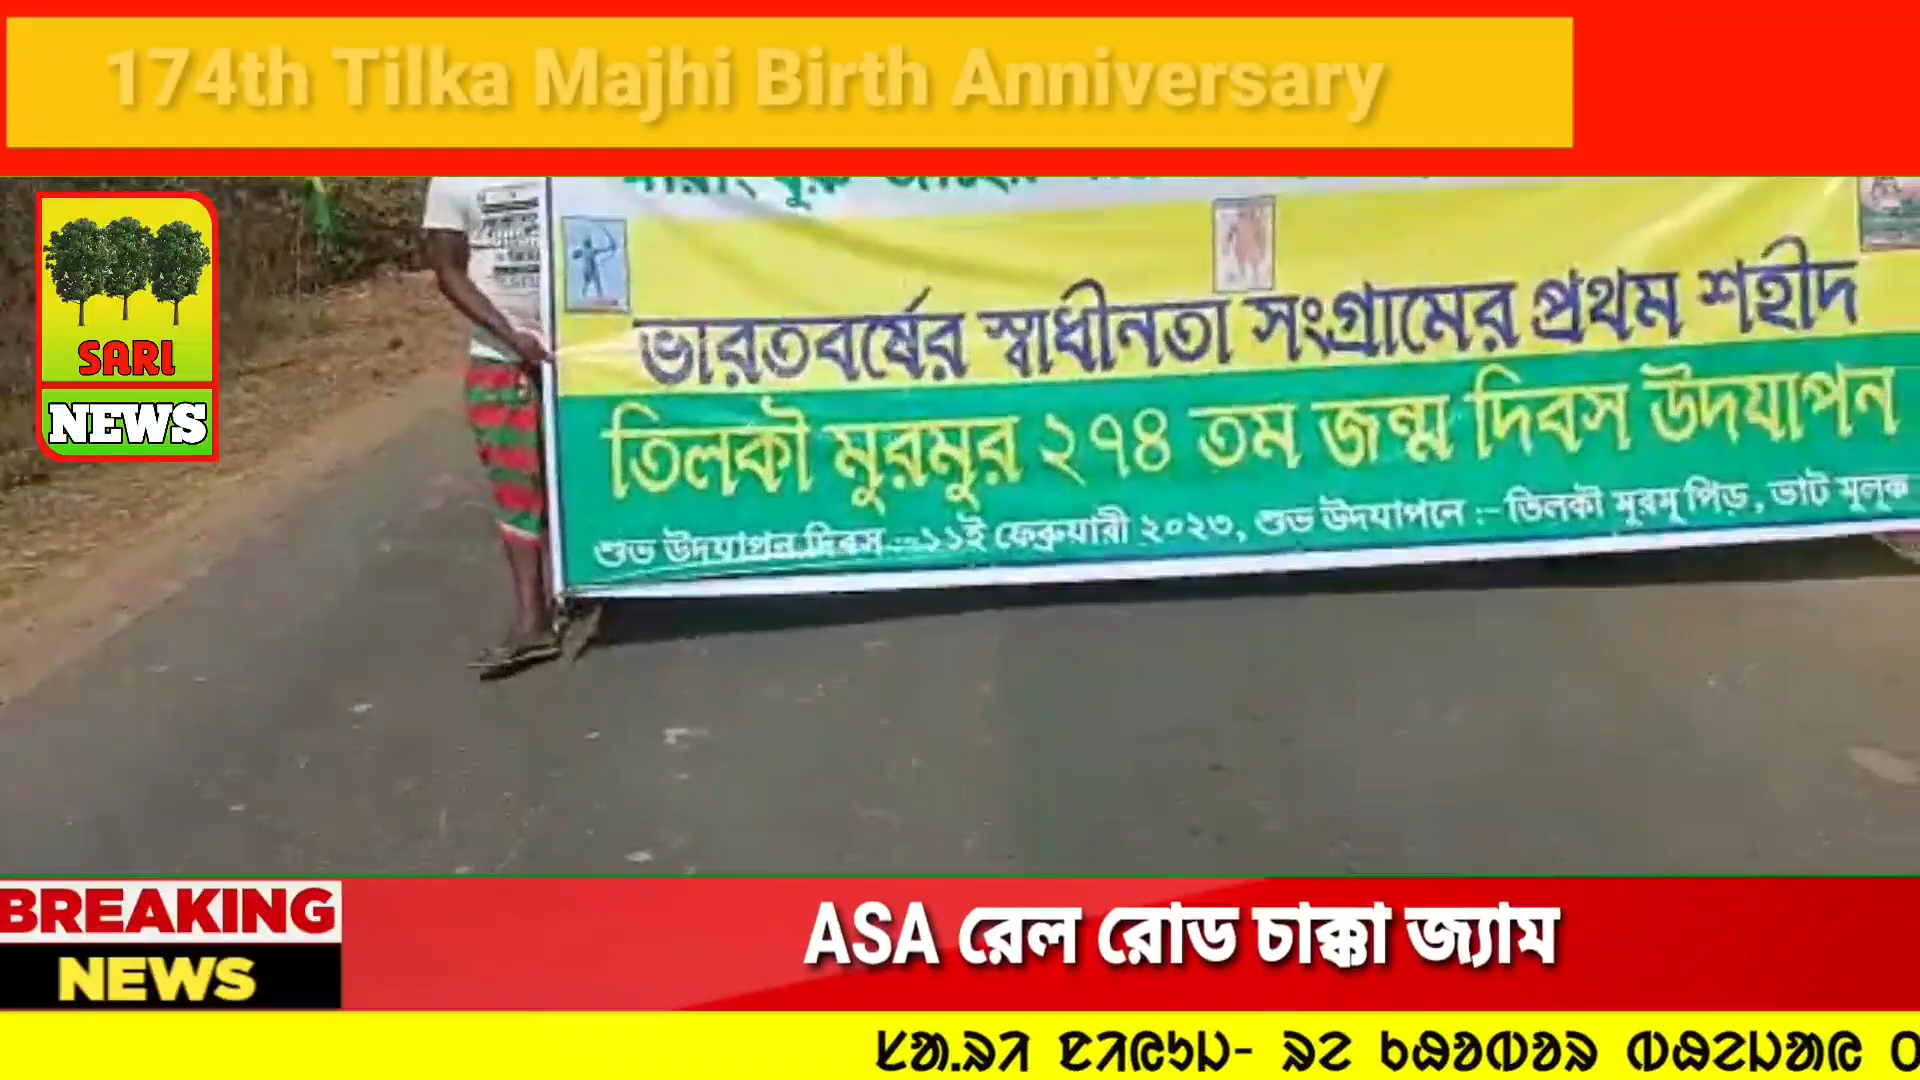 174th Tilka Majhi Birth Anniversary
SARI
NEWS
ভারতবর্ষের স্বাধীনতা সংগ্রামের প্রথম শহীদ
তিলকৗ মুরমুর ২৭৪ তম জন্ম দিবস উদযাপন
শুভ উদযাপন দিবস :- ১১ই ফেব্রুয়ারী ২০২৩, শুভ উদযাপনে :- তিলকৗ মুরমু পিড়, ভাট মুলুক
BREAKING
NEWS
ASA রেল রোড চাক্কা জ্যাম